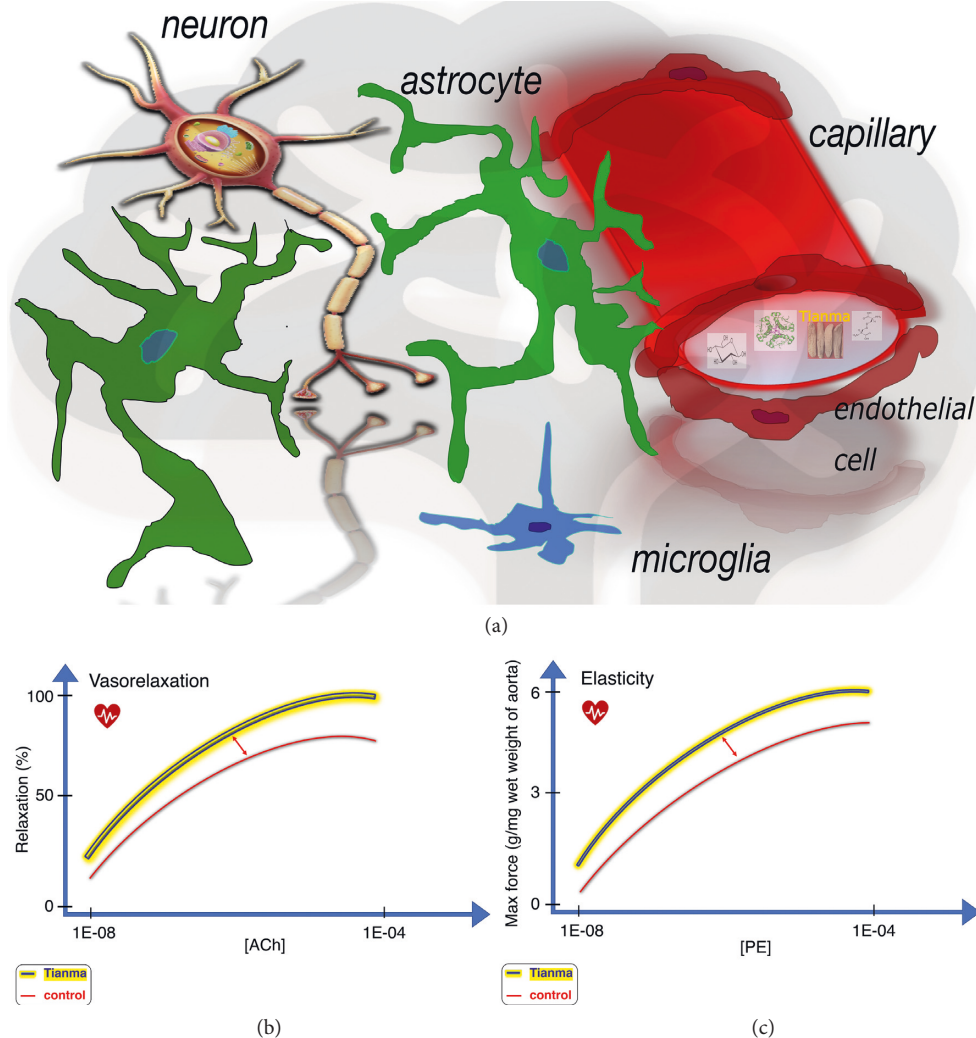 neuron
astrocyte
capillary
Tianma
endothelial
cell
microglia
(a)
Vasorelaxation
100
50
0
Relaxation (%)
1E-08
1E-04
[ACh]
Tianma
control
(b)
Elasticity
6
3
0
Max force (g/mg wet weight of aorta)
1E-08
1E-04
[PE]
Tianma
control
(c)